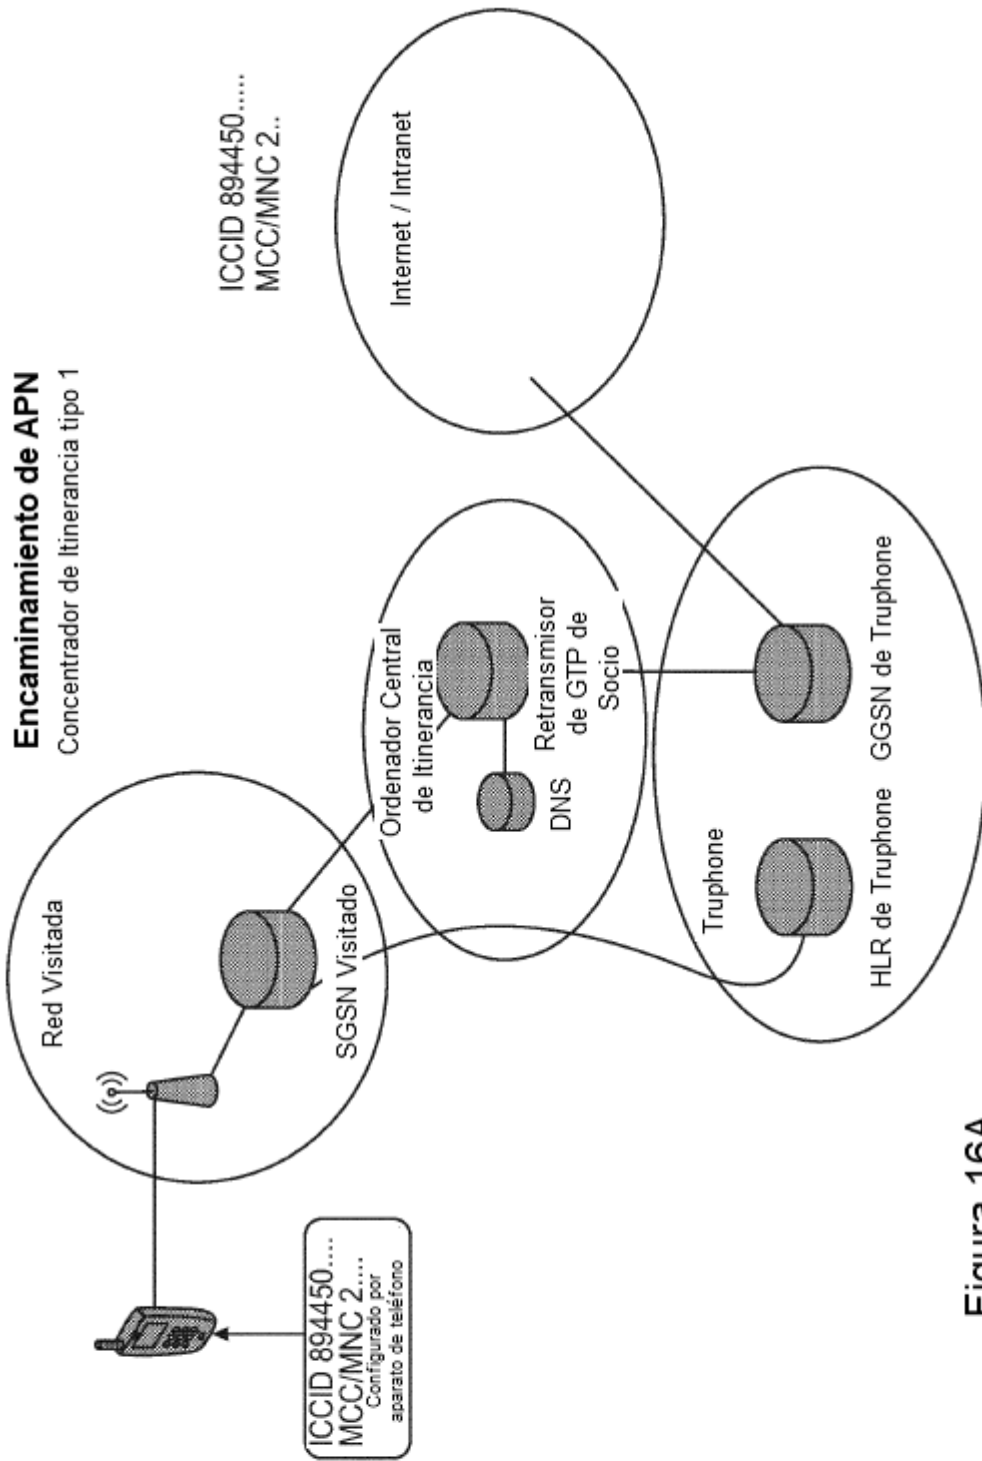 Encaminamiento de APN
Concentrador de Itinerancia tipo 1
ICCID 894450.....
MCC/MNC 2..
Red Visitada
SGSN Visitado
Ordenador Central
de Itinerancia
DNS
Retransmisor
de GTP de
Socio
Internet / Intranet
ICCID 894450....
MCC/MNC 2....
Configurado por
aparato de teléfono
Truphone
HLR de Truphone
GGSN de Truphone
Figura 16A